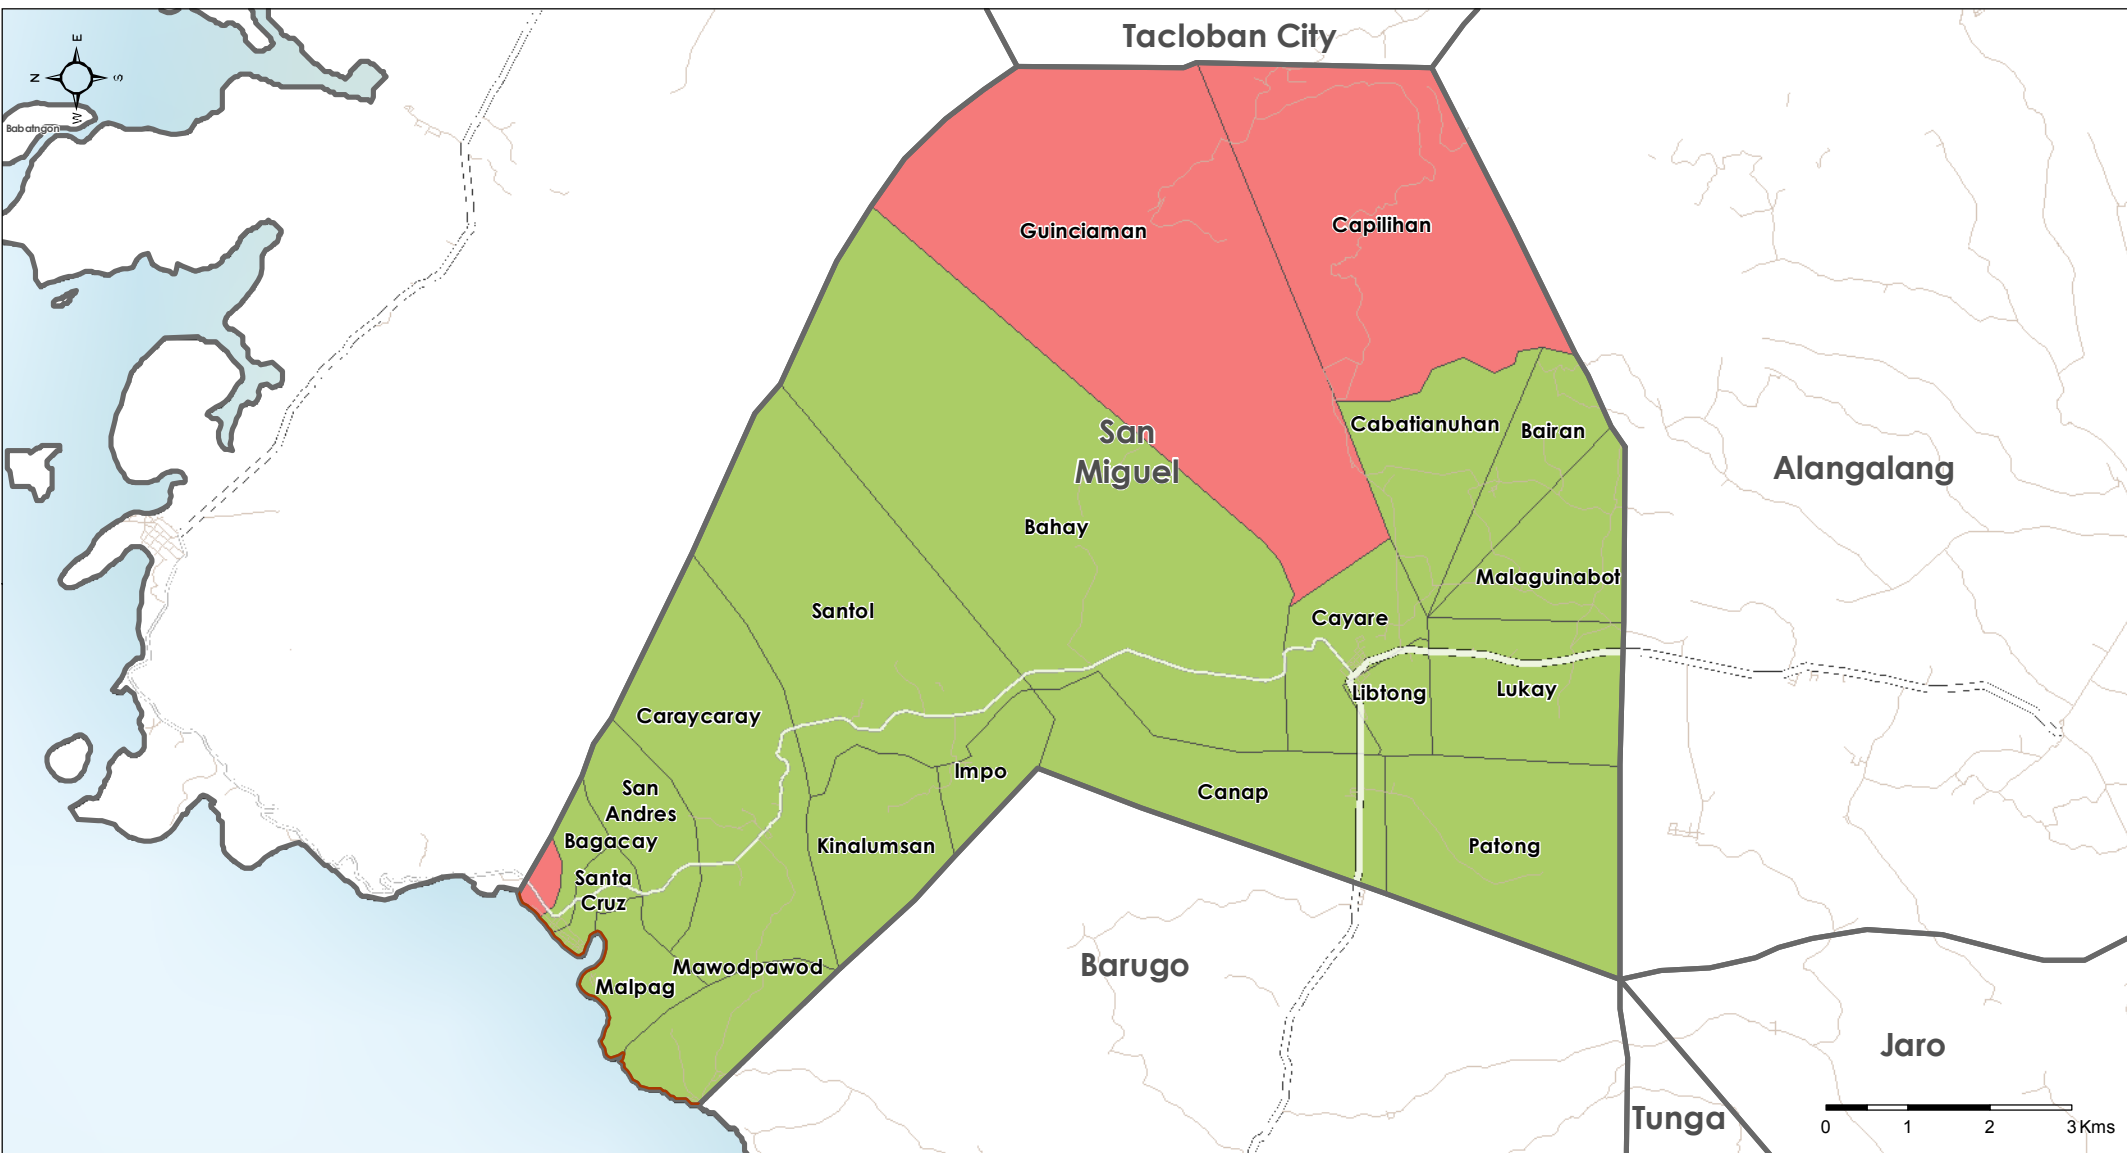 Tacloban City
E
N
S
W
Babatngon
Guinciaman
Capilihan
Cabatianuhan
Bairan
San
Miguel
Alangalang
Bahay
Malaguinabot
Santol
Cayare
Libtong
Lukay
Caraycaray
Impo
San
Andres
Canap
Bagacay
Kinalumsan
Patong
Santa
Cruz
Mawodpawod
Barugo
Malpag
Jaro
Tunga
0 1 2 3 Kms